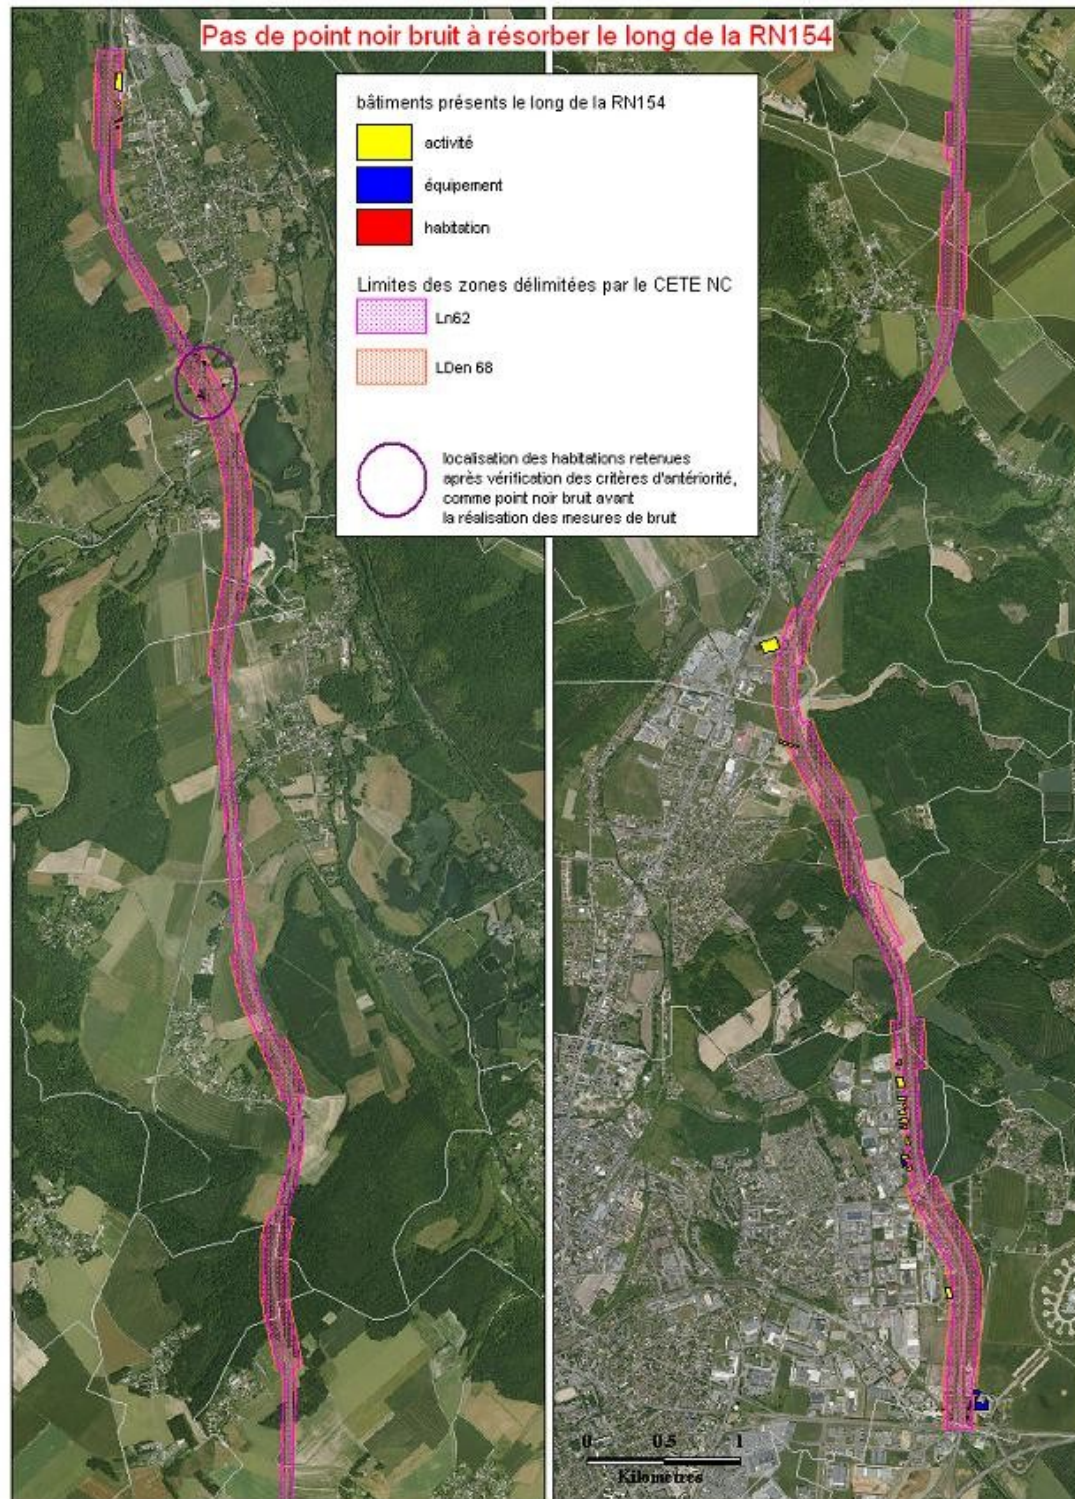 Pas de point noir bruit à résorber le long de la RN154
bâtiments présents le long de la RN154
activité
équipement
habitation
Limites des zones délimitées par le CETE NC
Ln62
LDen 68
localisation des habitations retenues
après vérification des critères d'antériorité,
comme point noir bruit avant
la réalisation des mesures de bruit
0 0.5 1
Kilometres